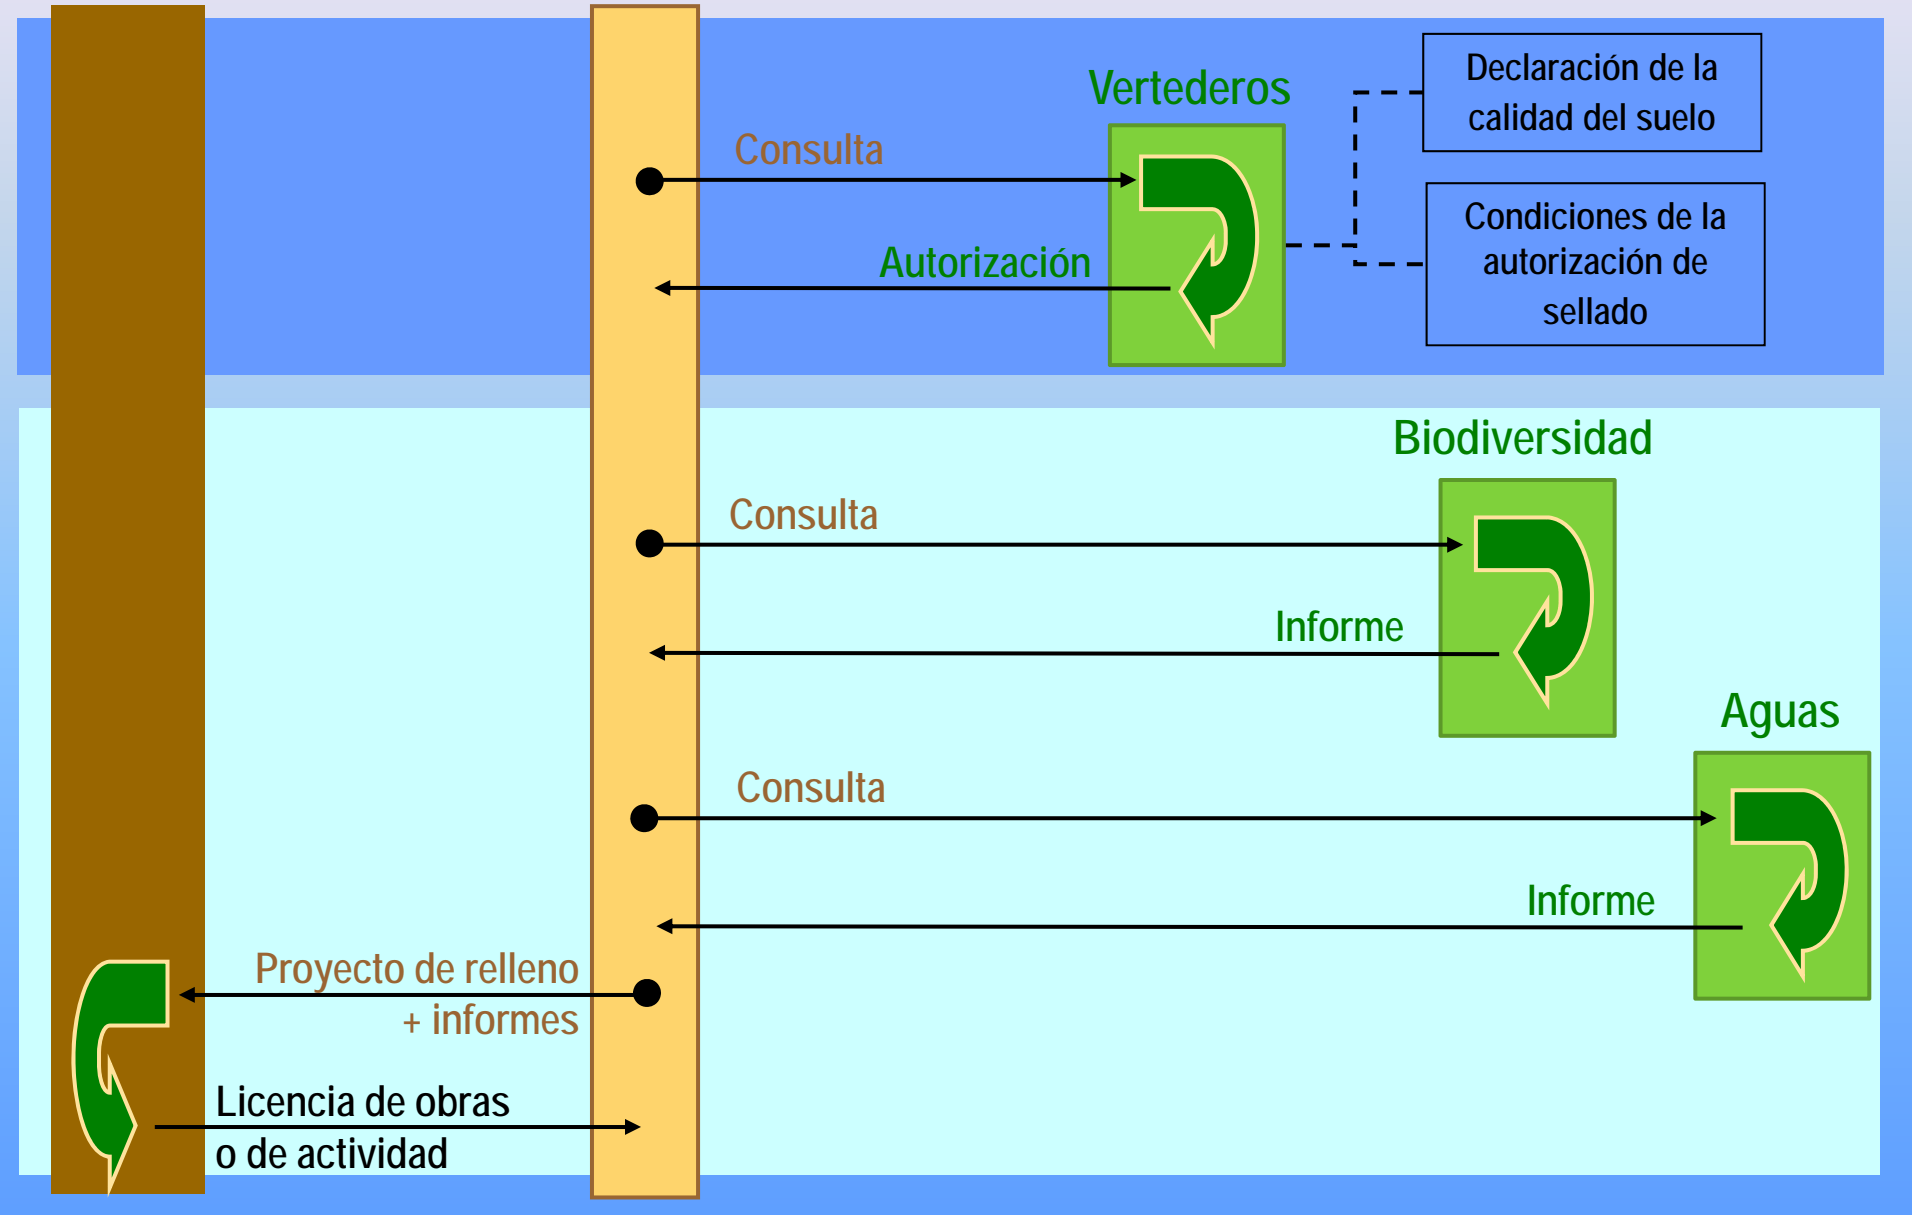 Declaración de la
calidad del suelo
Vertederos
Consulta
Condiciones de la
autorización de
sellado
Autorización
Biodiversidad
Consulta
Informe
Aguas
Consulta
Informe
Proyecto de relleno
+ informes
Licencia de obras
o de actividad